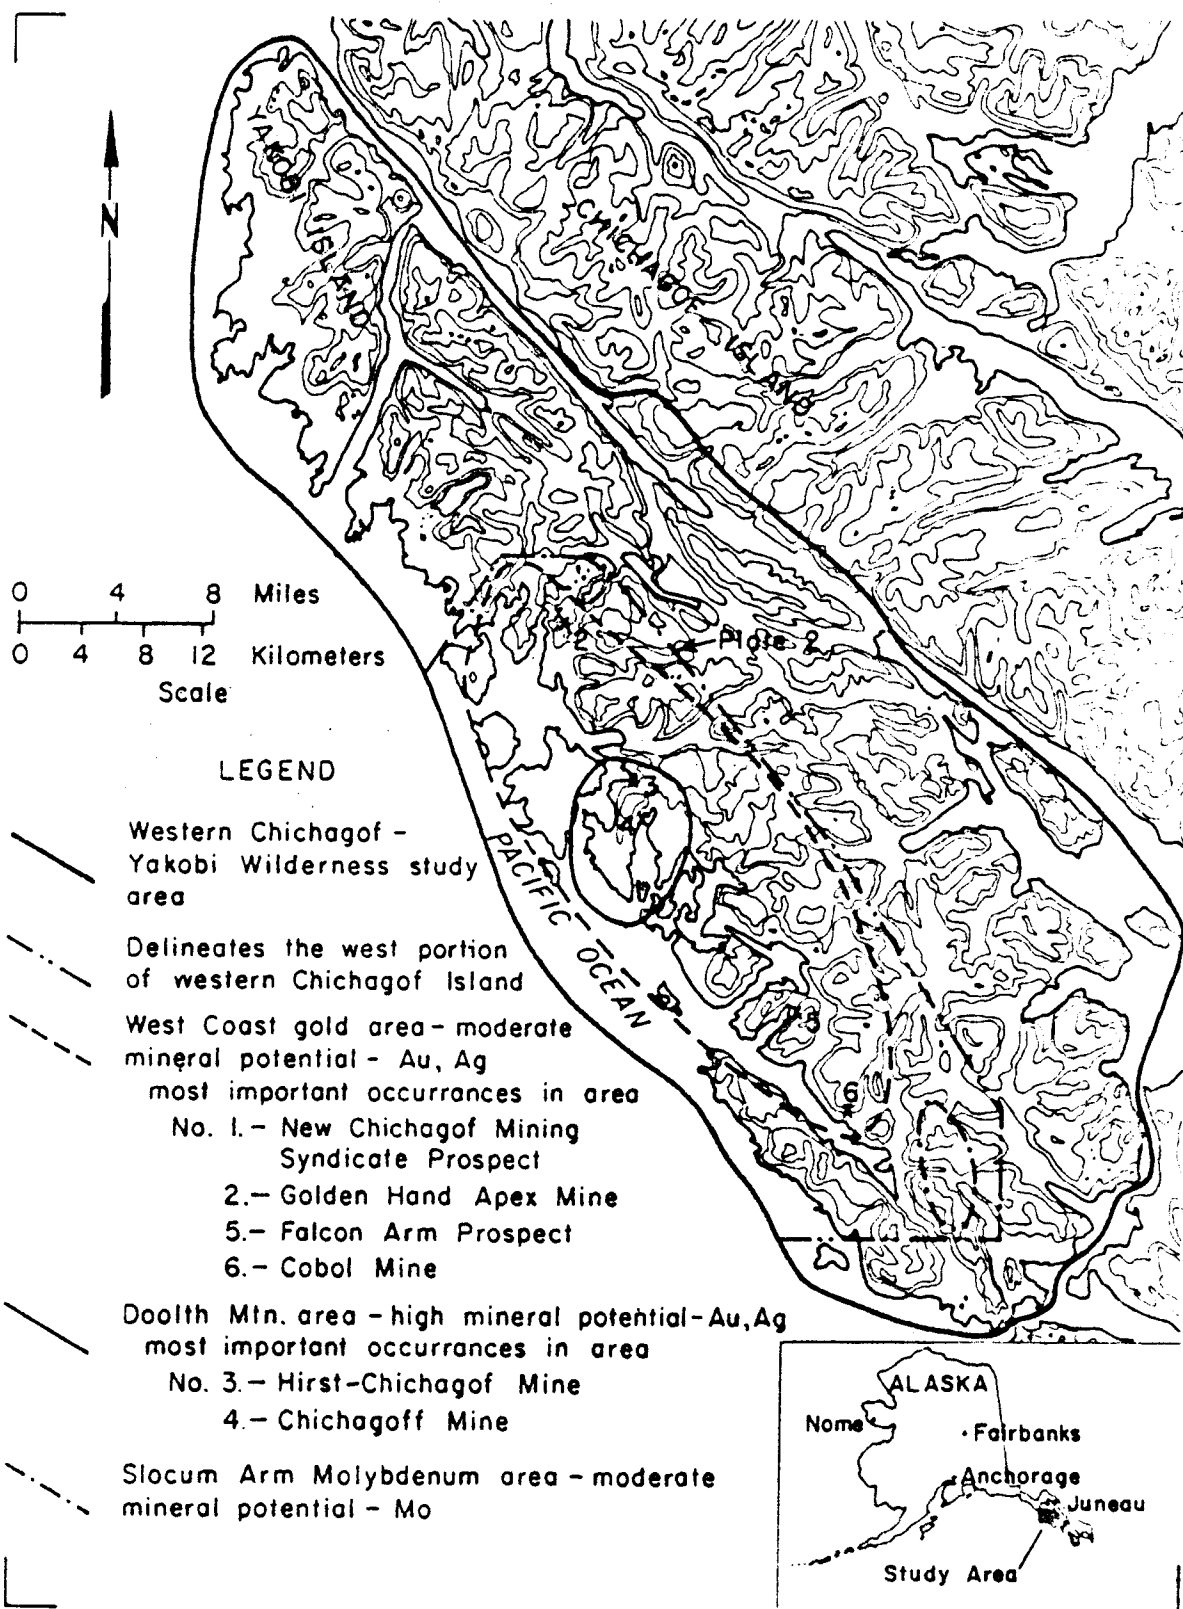 YAKOBI ISLAND
CHICHAGOF ISLAND
N
0 4 8 Miles
0 4 8 12 Kilometers
Scale
2
Plate 2
4
PACIFIC OCEAN
5
6
LEGEND
Western Chichagof -
Yakobi Wilderness study
area
Delineates the west portion
of western Chichagof Island
West Coast gold area - moderate
mineral potential - Au, Ag
most important occurrances in area
No. 1. - New Chichagof Mining
Syndicate Prospect
2. - Golden Hand Apex Mine
5. - Falcon Arm Prospect
6. - Cobol Mine
Doolth Mtn. area - high mineral potential - Au, Ag
most important occurrances in area
No. 3. - Hirst-Chichagof Mine
4. - Chichagoff Mine
Slocum Arm Molybdenum area - moderate
mineral potential - Mo
ALASKA
Nome
Fairbanks
Anchorage
Juneau
Study Area